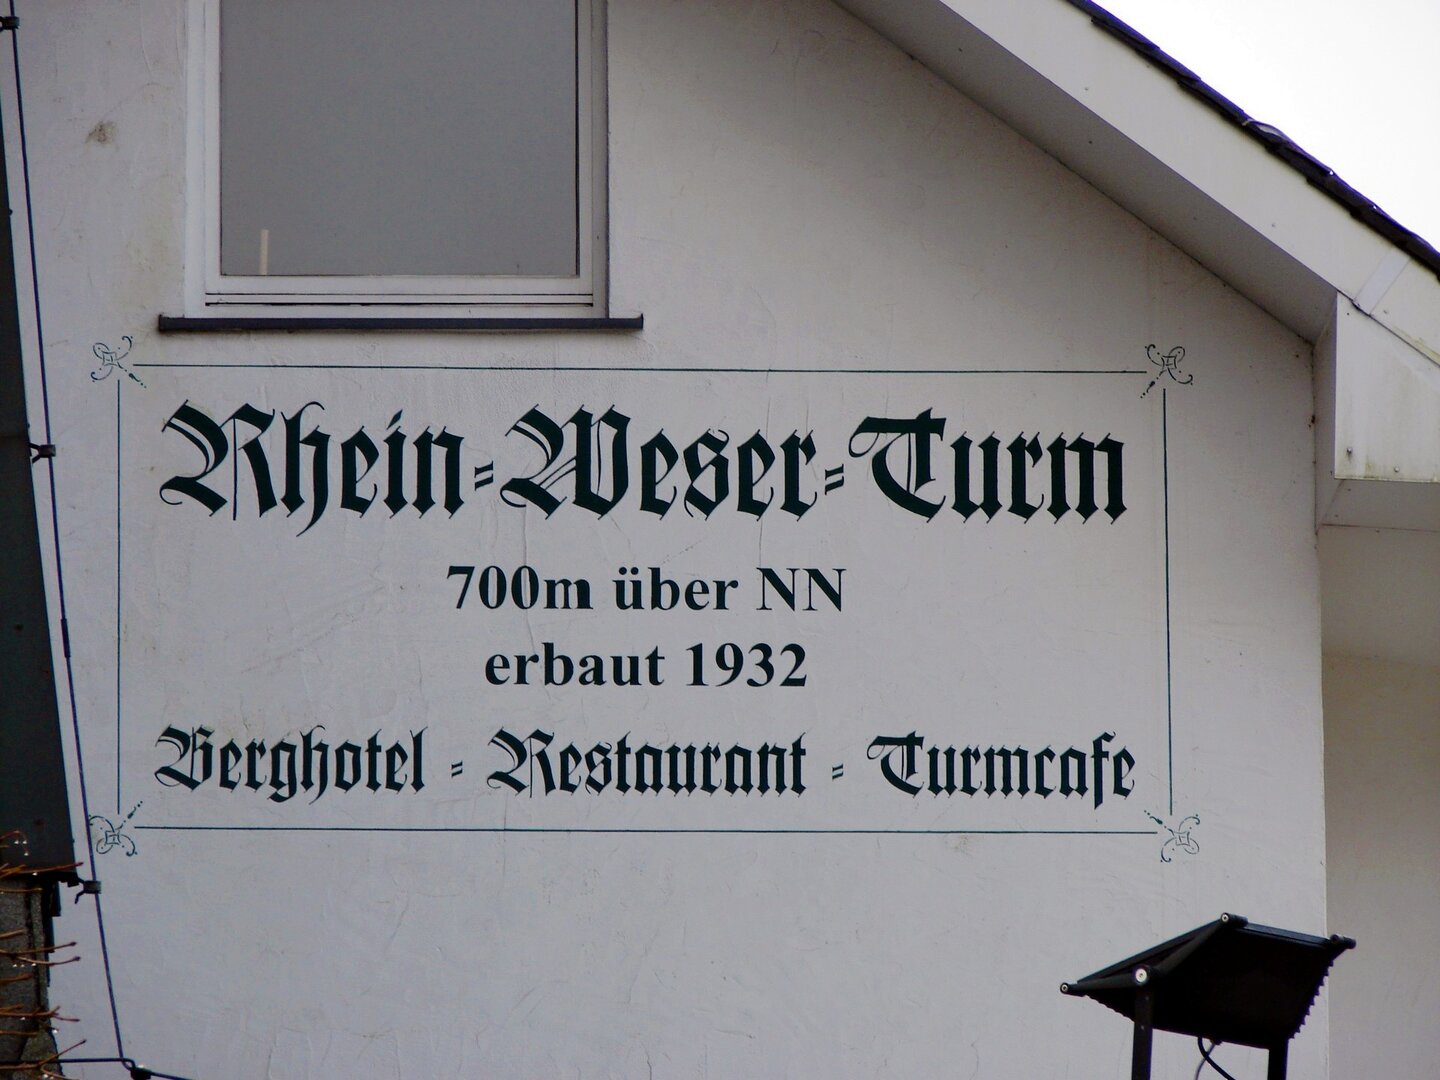 Rhein-Weser-Turm
700m über NN
erbaut 1932
Berghotel - Restaurant - Turmcafe